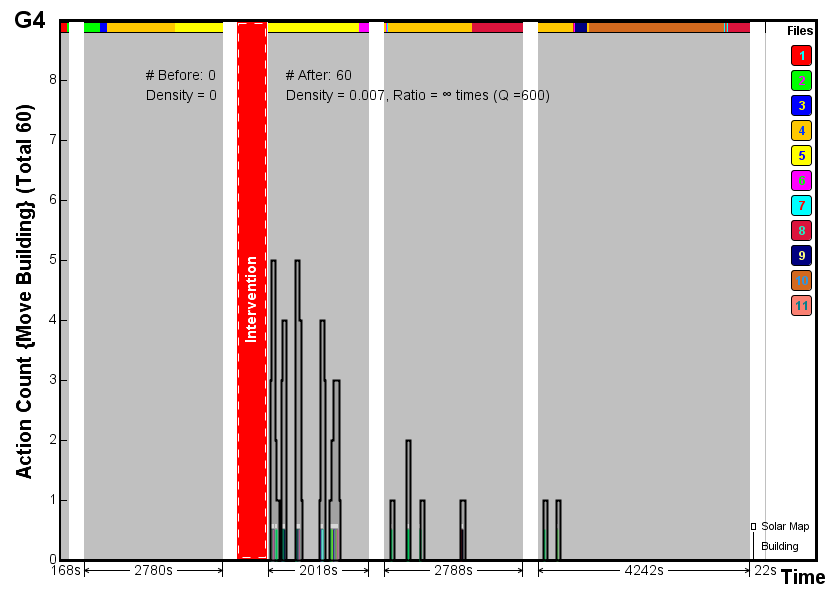 G4
Files
# Before: 0
# After: 60
Density = 0
Density = 0.007, Ratio = ∞ times (Q =600)
Action Count {Move Building} (Total 60)
8
7
6
5
4
3
2
1
0
Intervention
1
2
3
4
5
6
7
8
9
10
11
Solar Map
Building
168s
2780s
2018s
2788s
4242s
22s
Time